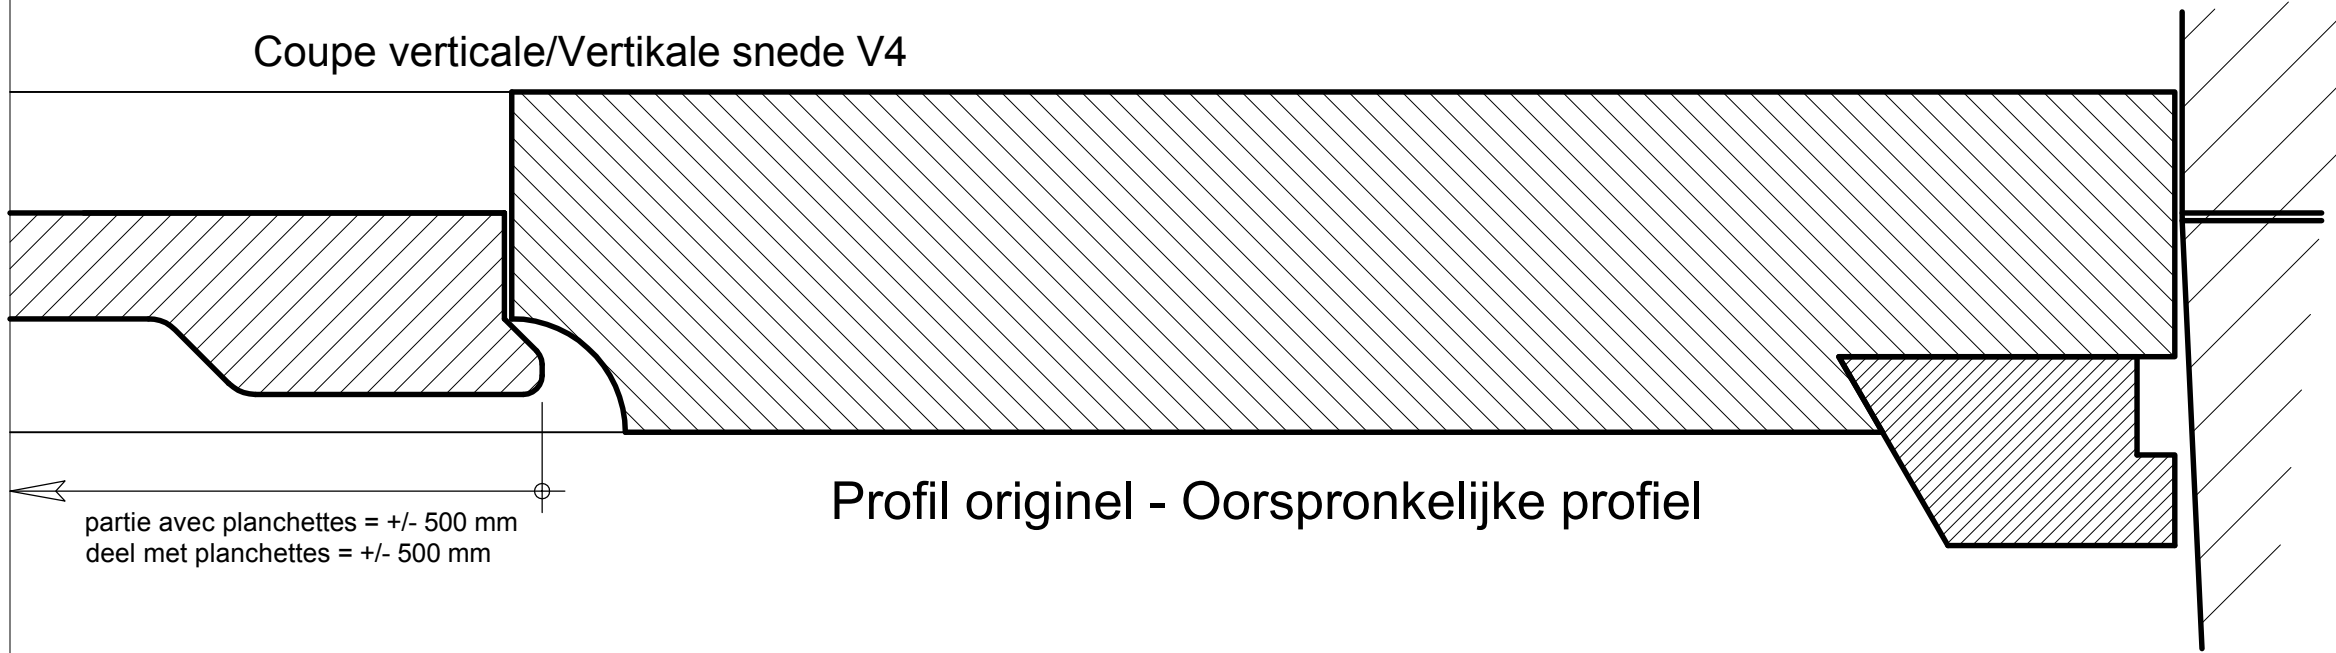 Coupe verticale/Vertikale snede V4
Profil originel - Oorspronkelijke profiel
partie avec planchettes = +/- 500 mm
deel met planchettes = +/- 500 mm